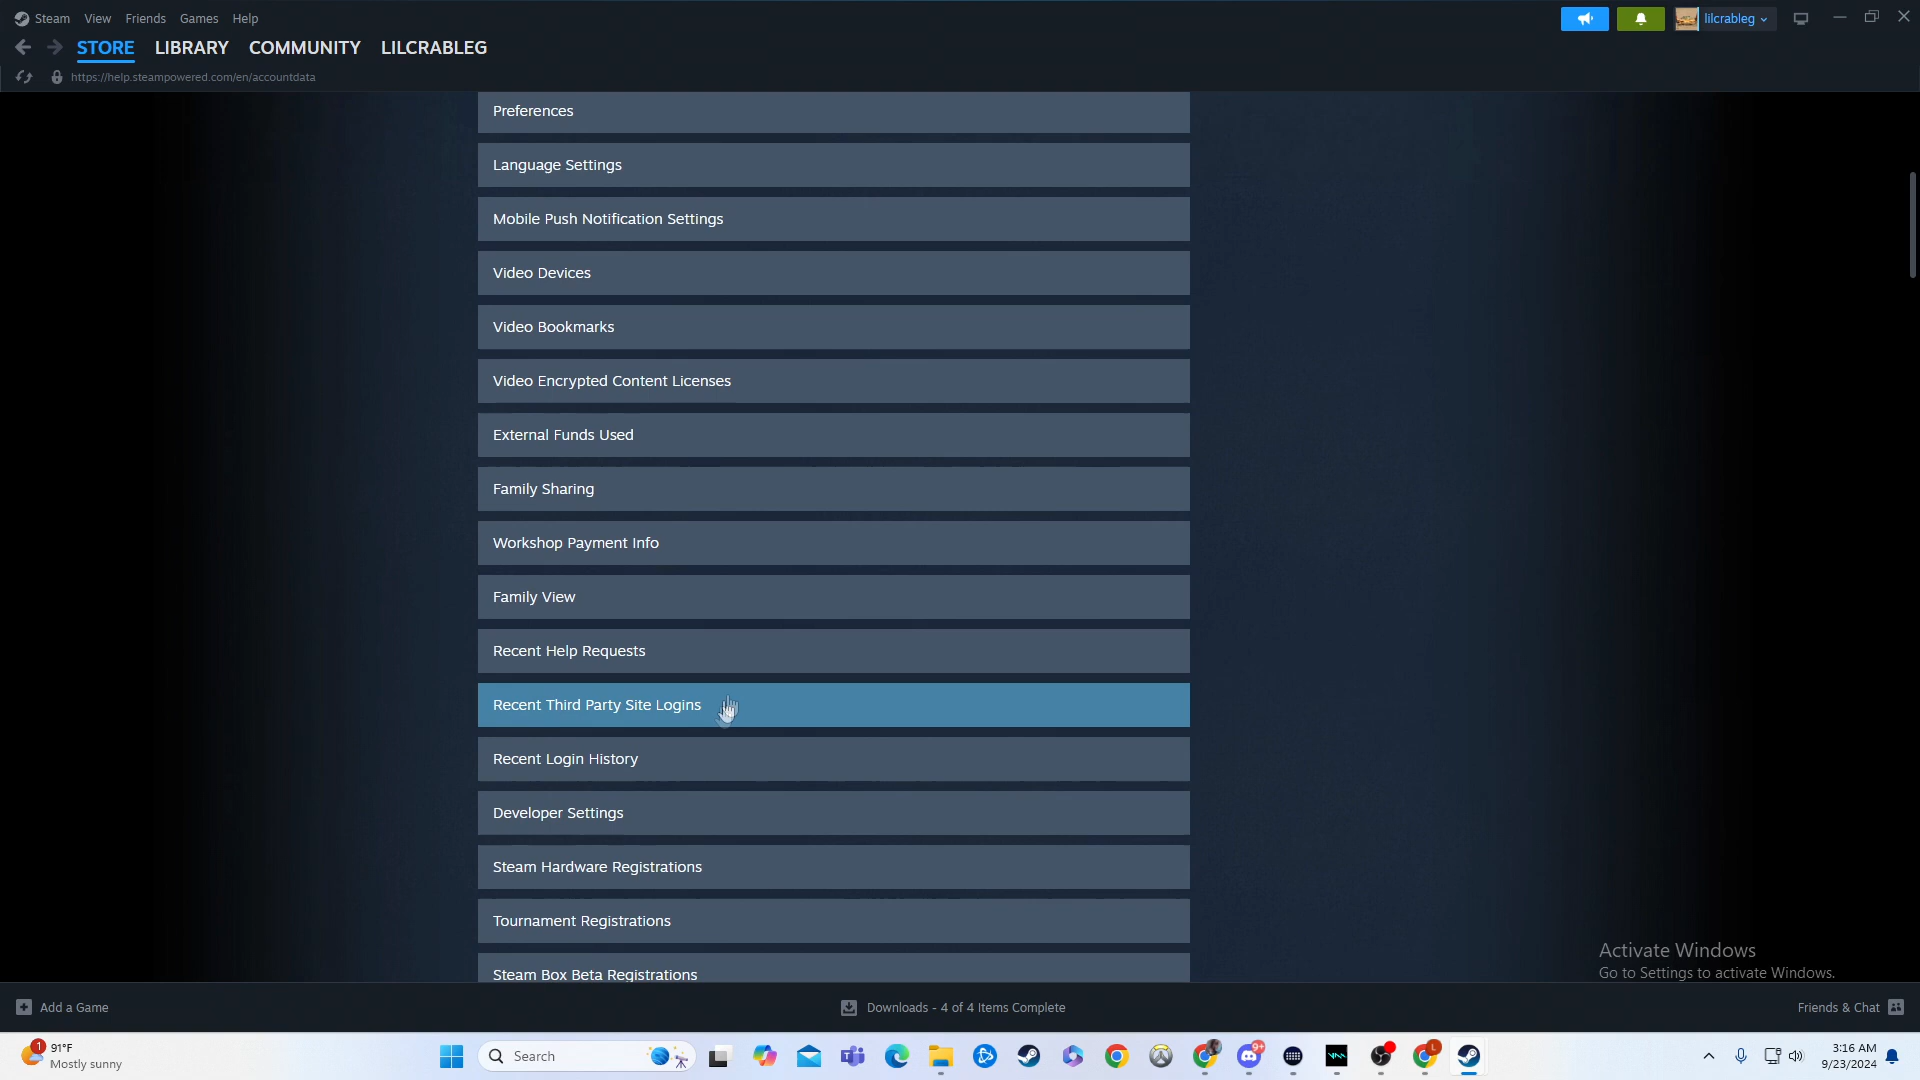 Steam View Friends Games Help
lilcrableg
STORE LIBRARY COMMUNITY LILCRABLEG
https://help.steampowered.com/en/accountdata
Preferences
Language Settings
Mobile Push Notification Settings
Video Devices
Video Bookmarks
Video Encrypted Content Licenses
External Funds Used
Family Sharing
Workshop Payment Info
Family View
Recent Help Requests
Recent Third Party Site Logins
Recent Login History
Developer Settings
Steam Hardware Registrations
Tournament Registrations
Steam Box Beta Registrations
Activate Windows
Go to Settings to activate Windows.
Add a Game
Downloads - 4 of 4 Items Complete
Friends & Chat
1
91°F
Mostly sunny
Search
9+
L
3:16 AM
9/23/2024